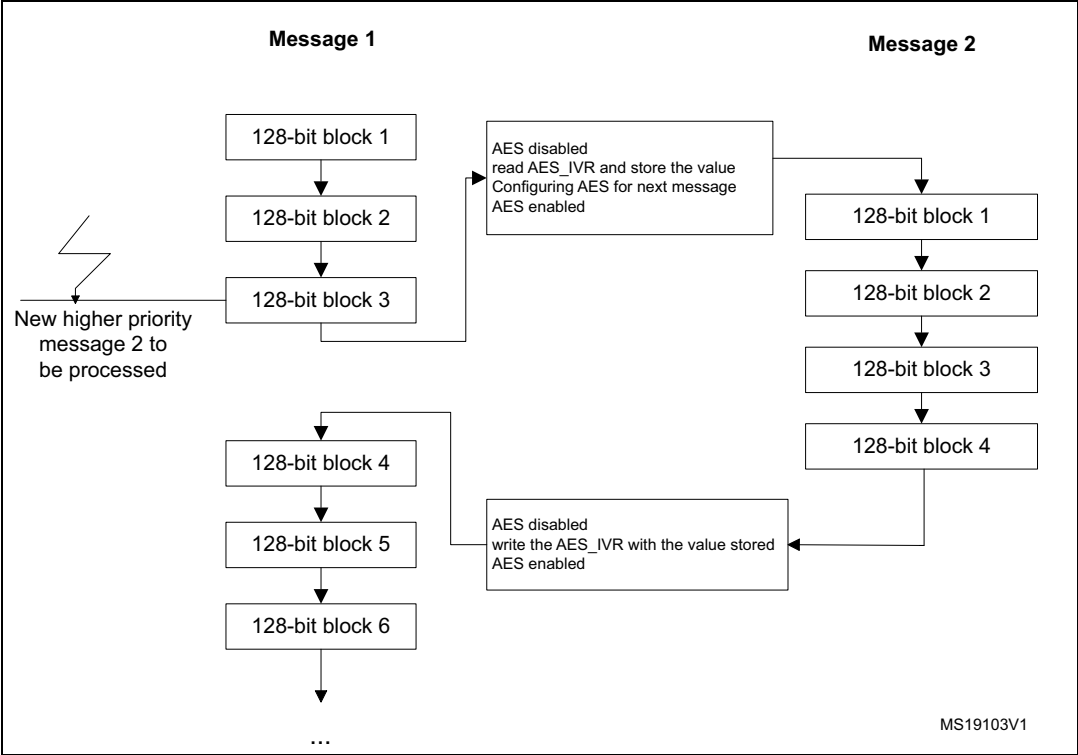 Message 1
Message 2
128-bit block 1
128-bit block 2
128-bit block 3
New higher priority
message 2 to
be processed
AES disabled
read AES_IVR and store the value
Configuring AES for next message
AES enabled
128-bit block 1
128-bit block 2
128-bit block 3
128-bit block 4
AES disabled
write the AES_IVR with the value stored
AES enabled
128-bit block 4
128-bit block 5
128-bit block 6
...
MS19103V1